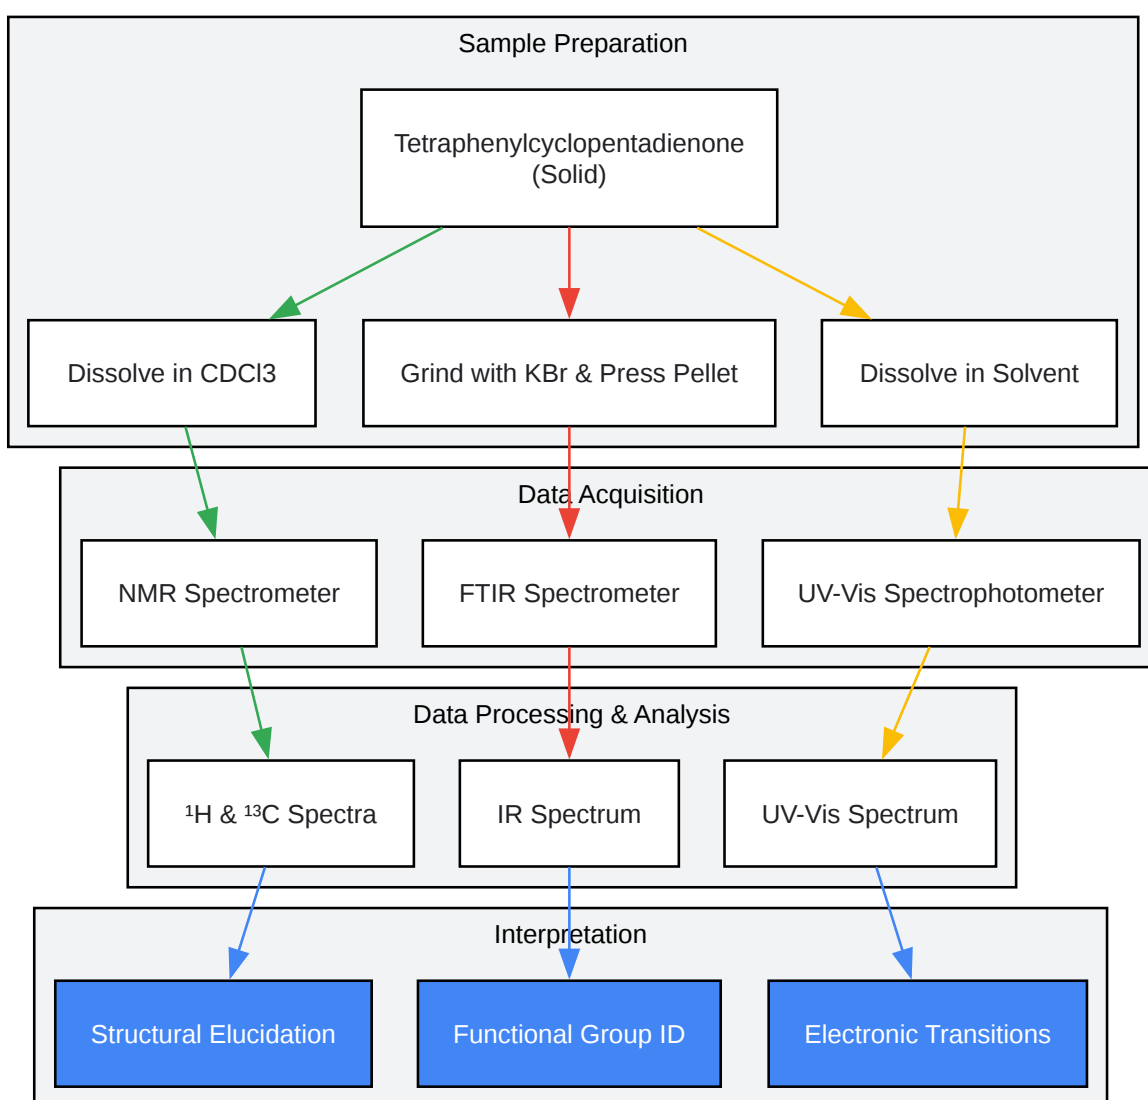 Sample Preparation
Tetraphenylcyclopentadienone
(Solid)
Dissolve in CDCl3
Grind with KBr & Press Pellet
Dissolve in Solvent
Data Acquisition
NMR Spectrometer
FTIR Spectrometer
UV-Vis Spectrophotometer
Data Processing & Analysis
¹H & ¹³C Spectra
IR Spectrum
UV-Vis Spectrum
Interpretation
Structural Elucidation
Functional Group ID
Electronic Transitions